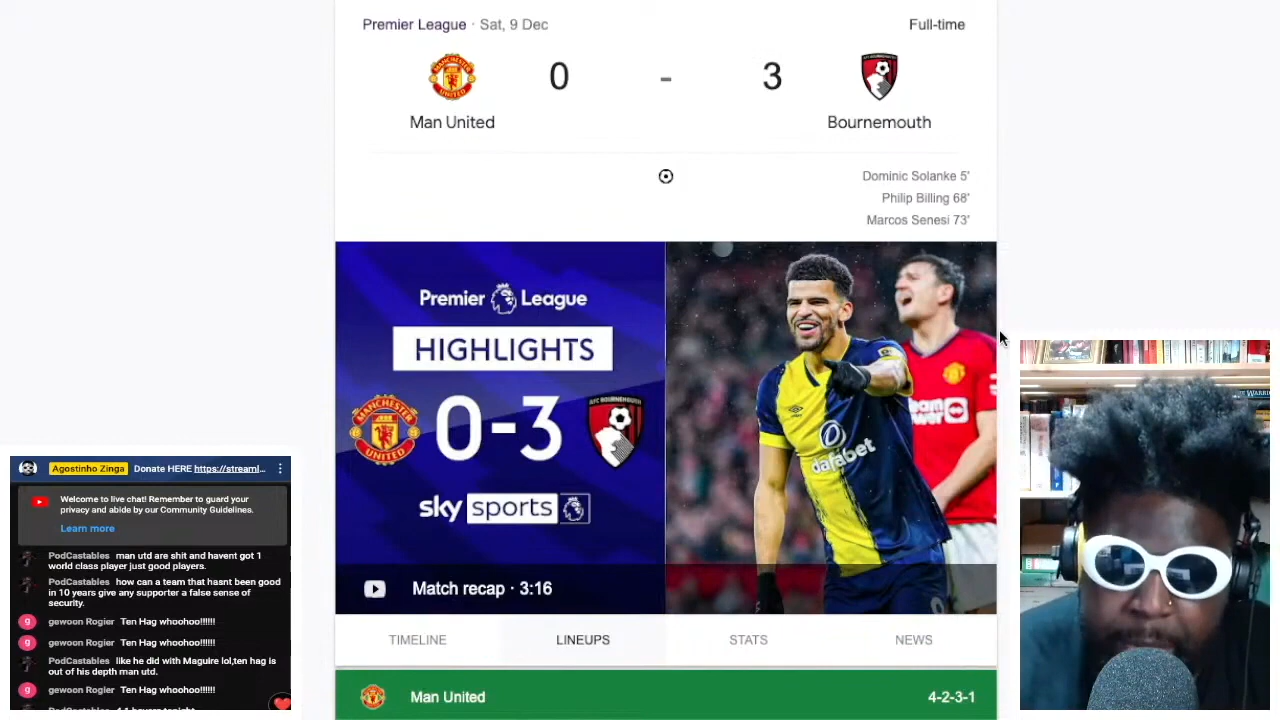 Premier League · Sat, 9 Dec
Full-time
0 - 3
Man United
Bournemouth
Dominic Solanke 5'
Philip Billing 68'
Marcos Senesi 73'
Premier League
HIGHLIGHTS
MANCHESTER
UNITED
0-3
AFC BOURNEMOUTH
sky sports
Match recap · 3:16
dafabet
TIMELINE
LINEUPS
STATS
NEWS
Man United
4-2-3-1
Agostinho Zinga Donate HERE https://streaml...
Welcome to live chat! Remember to guard your
privacy and abide by our Community Guidelines.
Learn more
PodCastables man utd are shit and havent got 1
world class player just good players.
PodCastables how can a team that hasnt been good
in 10 years give any supporter a false sense of
security.
g gewoon Rogier Ten Hag whoohoo!!!!!!
g gewoon Rogier Ten Hag whoohoo!!!!!!
PodCastables like he did with Maguire lol,ten hag is
out of his depth man utd.
g gewoon Rogier Ten Hag whoohoo!!!!!!